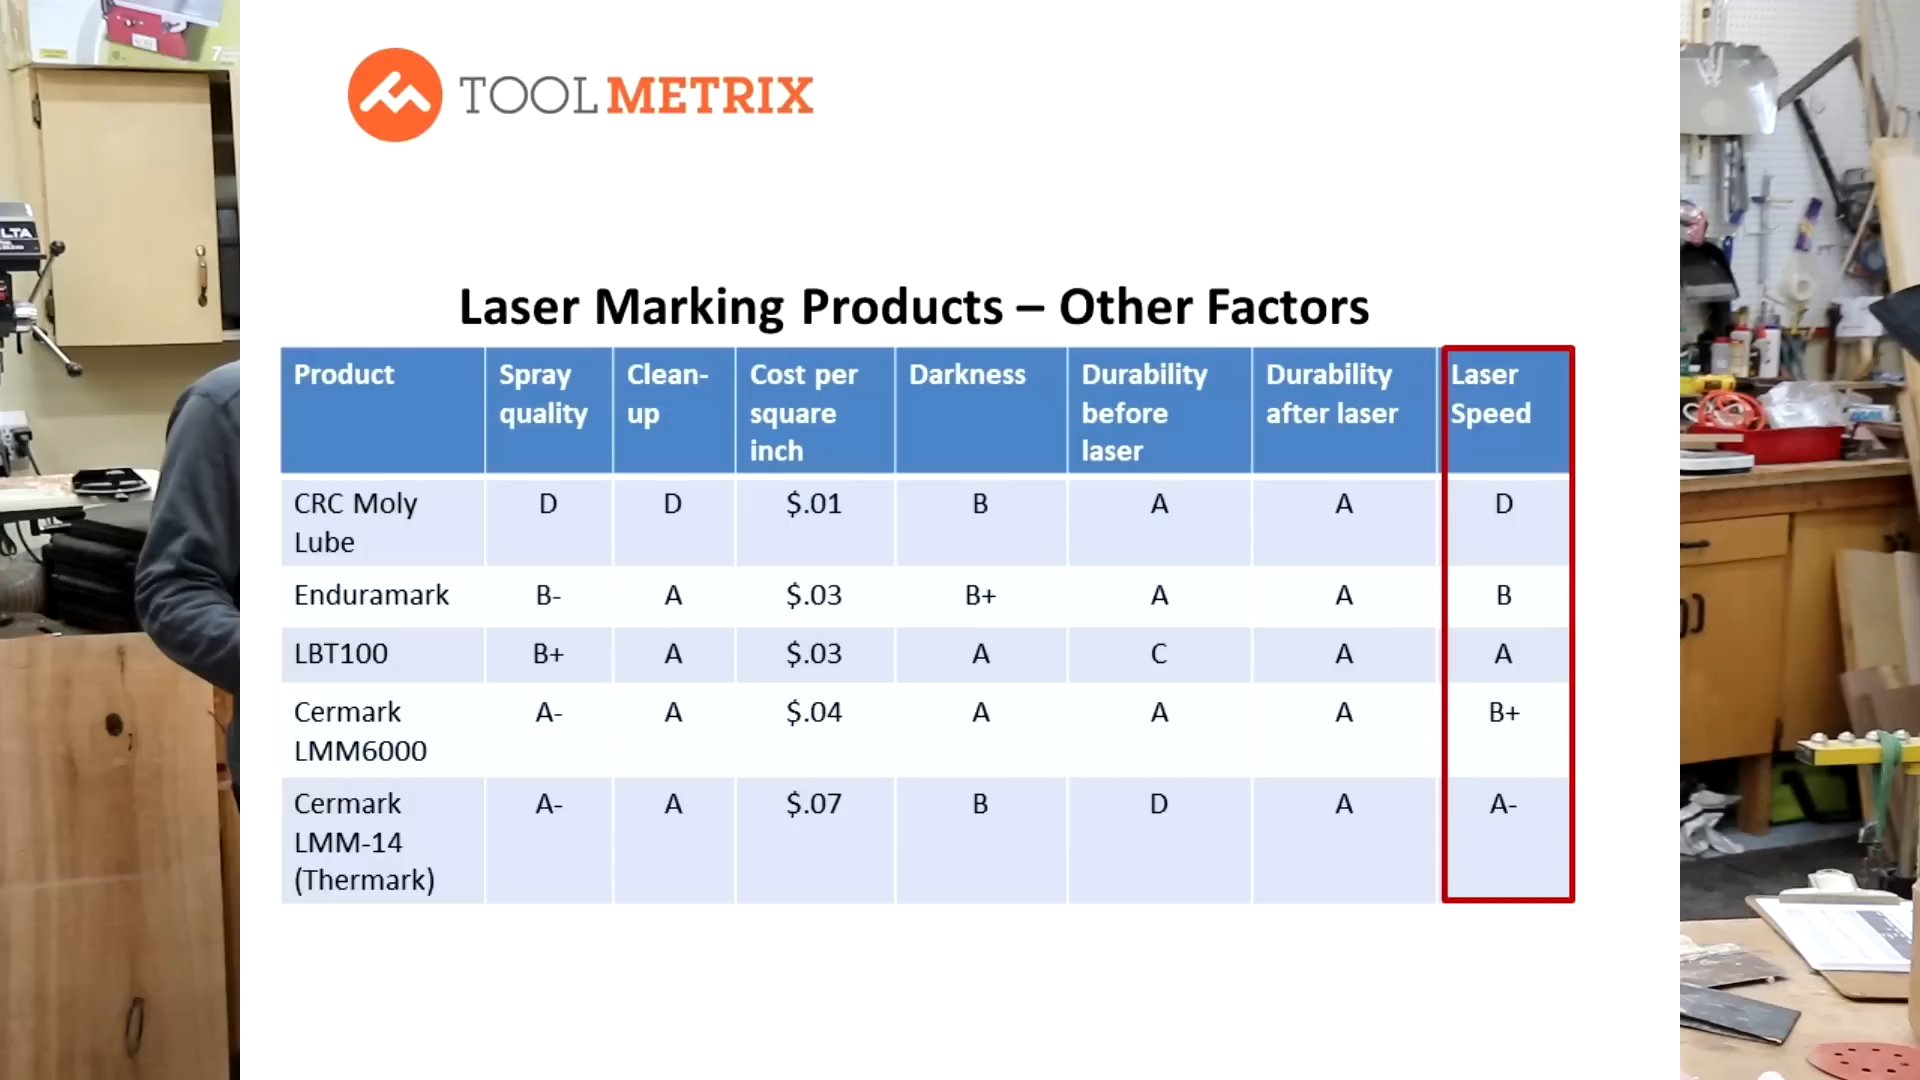 TOOLMETRIX
Laser Marking Products – Other Factors
Product
Spray
quality
Clean-
up
Cost per
square
inch
Darkness
Durability
before
laser
Durability
after laser
Laser
Speed
CRC Moly
Lube
D
D
$.01
B
A
A
D
Enduramark
B-
A
$.03
B+
A
A
B
LBT100
B+
A
$.03
A
C
A
A
Cermark
LMM6000
A-
A
$.04
A
A
A
B+
Cermark
LMM-14
(Thermark)
A-
A
$.07
B
D
A
A-
LTA
7